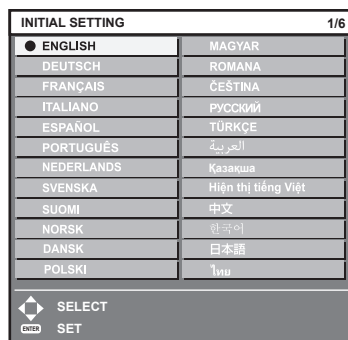 INITIAL SETTING 1/6
ENGLISH MAGYAR
DEUTSCH ROMANA
FRANÇAIS ČEŠTINA
ITALIANO РУССКИЙ
ESPAÑOL TÜRKÇE
PORTUGUÊS العربية
NEDERLANDS Қазақша
SVENSKA Hiện thị tiếng Việt
SUOMI 中文
NORSK 한국어
DANSK 日本語
POLSKI ไทย
SELECT
ENTER SET